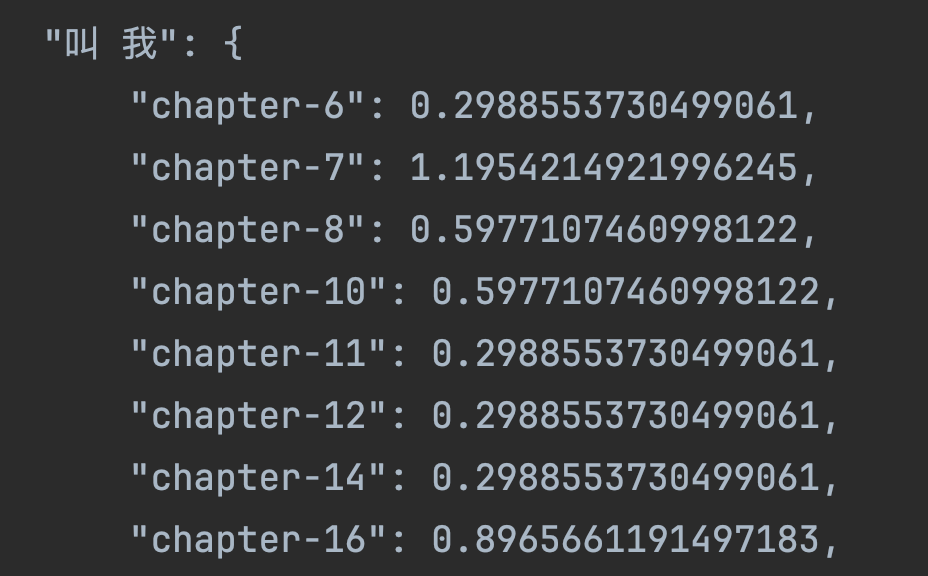 "叫 我": {
"chapter-6": 0.2988553730499061,
"chapter-7": 1.1954214921996245,
"chapter-8": 0.5977107460998122,
"chapter-10": 0.5977107460998122,
"chapter-11": 0.2988553730499061,
"chapter-12": 0.2988553730499061,
"chapter-14": 0.2988553730499061,
"chapter-16": 0.8965661191497183,